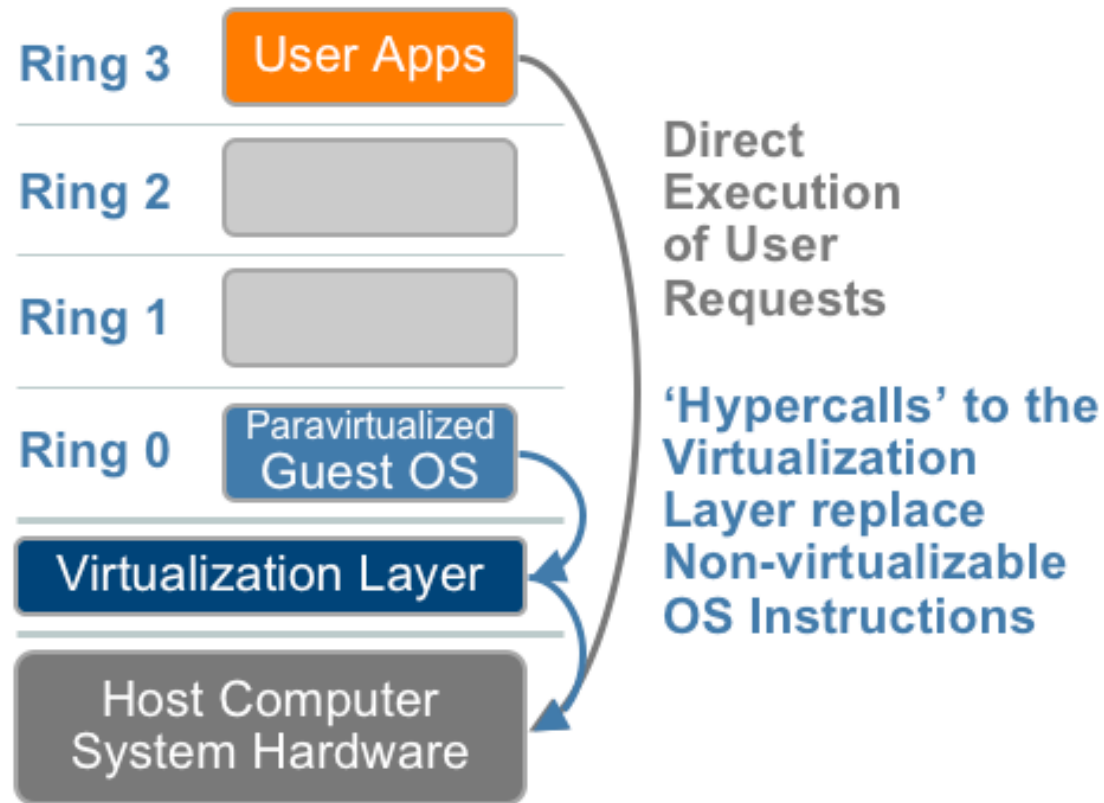 Ring 3
User Apps
Ring 2
Ring 1
Ring 0
Paravirtualized
Guest OS
Virtualization Layer
Host Computer
System Hardware
Direct
Execution
of User
Requests
‘Hypercalls’ to the
Virtualization
Layer replace
Non-virtualizable
OS Instructions